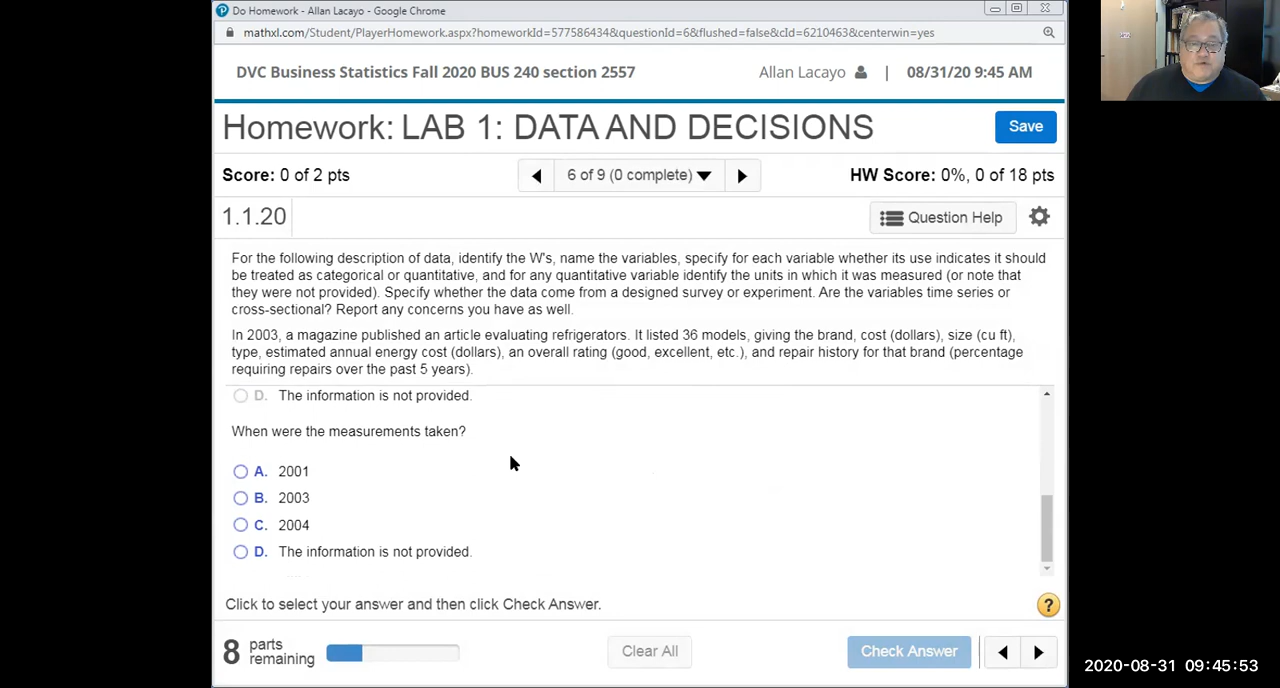 Do Homework - Allan Lacayo - Google Chrome
mathxl.com/Student/PlayerHomework.aspx?homeworkId=577586434&questionId=6&flushed=false&cId=6210463&centerwin=yes
DVC Business Statistics Fall 2020 BUS 240 section 2557
Allan Lacayo | 08/31/20 9:45 AM
Homework: LAB 1: DATA AND DECISIONS
Save
Score: 0 of 2 pts
6 of 9 (0 complete)
HW Score: 0%, 0 of 18 pts
1.1.20
Question Help
For the following description of data, identify the W's, name the variables, specify for each variable whether its use indicates it should
be treated as categorical or quantitative, and for any quantitative variable identify the units in which it was measured (or note that
they were not provided). Specify whether the data come from a designed survey or experiment. Are the variables time series or
cross-sectional? Report any concerns you have as well.
In 2003, a magazine published an article evaluating refrigerators. It listed 36 models, giving the brand, cost (dollars), size (cu ft),
type, estimated annual energy cost (dollars), an overall rating (good, excellent, etc.), and repair history for that brand (percentage
requiring repairs over the past 5 years).
D. The information is not provided.
When were the measurements taken?
A. 2001
B. 2003
C. 2004
D. The information is not provided.
Click to select your answer and then click Check Answer.
?
8 parts
remaining
Clear All
Check Answer
2020-08-31 09:45:53